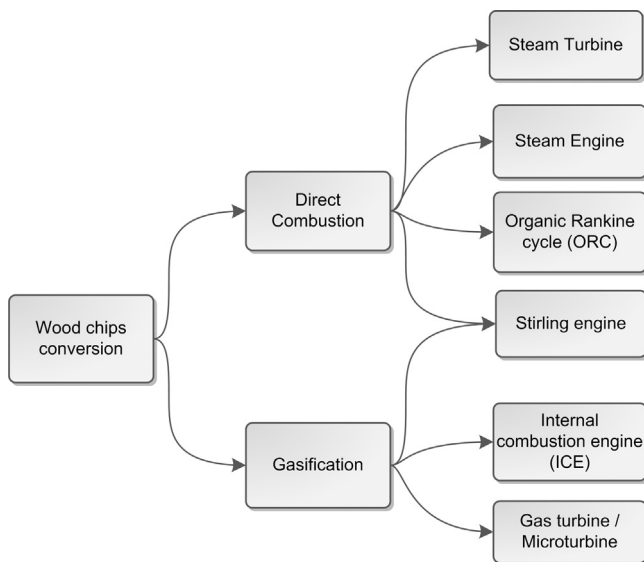 Steam Turbine
Steam Engine
Direct
Combustion
Organic Rankine
cycle (ORC)
Wood chips
conversion
Stirling engine
Gasification
Internal
combustion engine
(ICE)
Gas turbine /
Microturbine